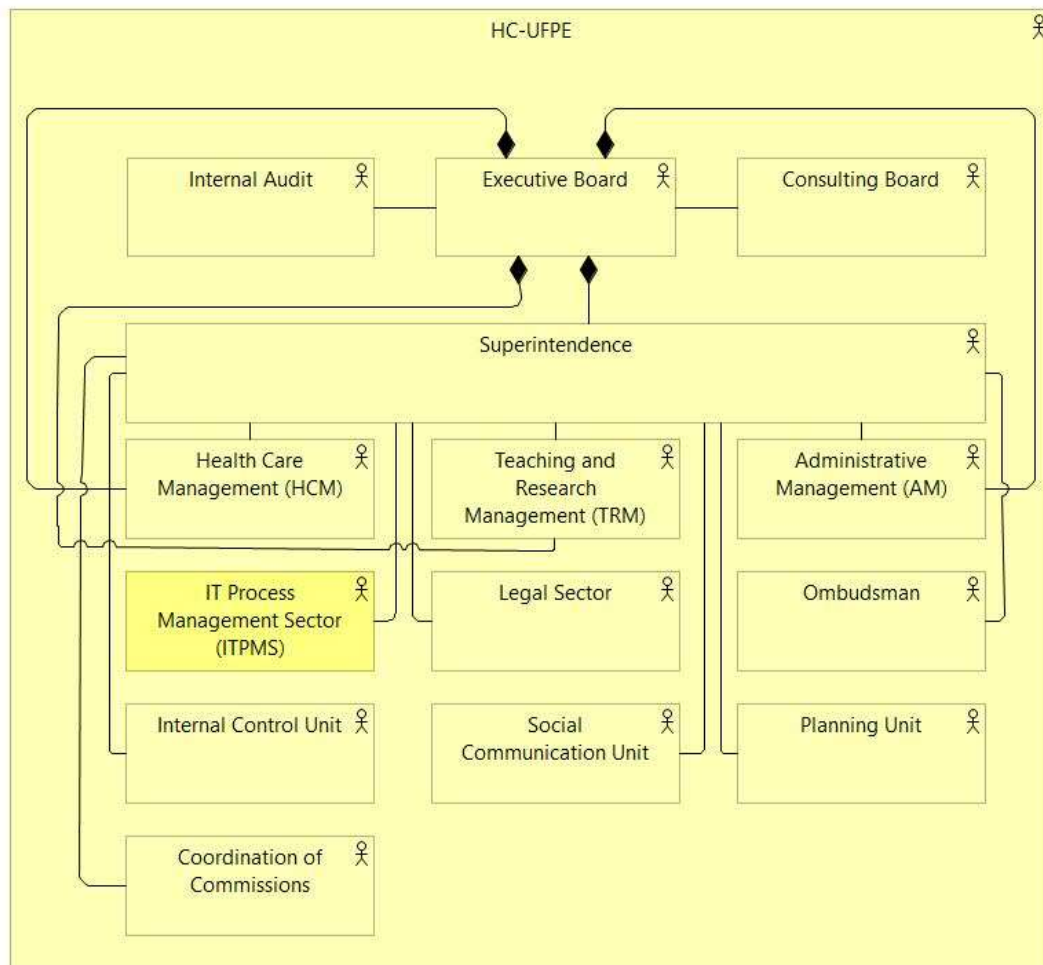 HC-UFPE
Internal Audit
Executive Board
Consulting Board
Superintendence
Health Care
Management (HCM)
Teaching and
Research
Management (TRM)
Administrative
Management (AM)
IT Process
Management Sector
(ITPMS)
Legal Sector
Ombudsman
Internal Control Unit
Social
Communication Unit
Planning Unit
Coordination of
Commissions